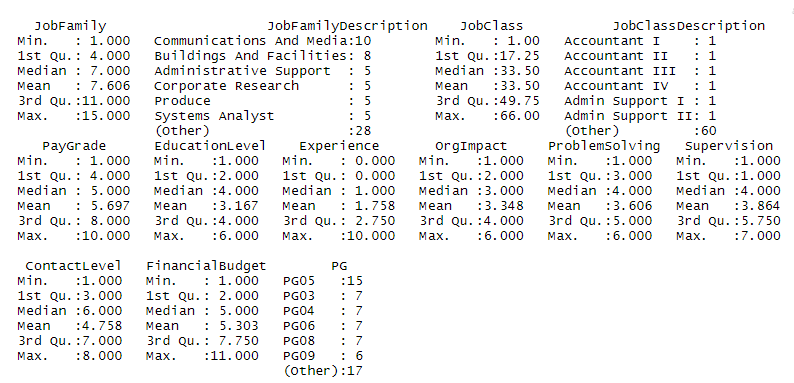 JobFamily JobFamilyDescription JobClass JobClassDescription
Min. : 1.000 Communications And Media:10 Min. : 1.00 Accountant I : 1
1st Qu.: 4.000 Buildings And Facilities: 8 1st Qu.:17.25 Accountant II : 1
Median : 7.000 Administrative Support : 5 Median :33.50 Accountant III : 1
Mean : 7.606 Corporate Research : 5 Mean :33.50 Accountant IV : 1
3rd Qu.:11.000 Produce : 5 3rd Qu.:49.75 Admin Support I : 1
Max. :15.000 Systems Analyst : 5 Max. :66.00 Admin Support II: 1
(Other) :28 (Other) :60
PayGrade EducationLevel Experience OrgImpact ProblemSolving Supervision
Min. : 1.000 Min. :1.000 Min. : 0.000 Min. :1.000 Min. :1.000 Min. :1.000
1st Qu.: 4.000 1st Qu.:2.000 1st Qu.: 0.000 1st Qu.:2.000 1st Qu.:3.000 1st Qu.:1.000
Median : 5.000 Median :4.000 Median : 1.000 Median :3.000 Median :4.000 Median :4.000
Mean : 5.697 Mean :3.167 Mean : 1.758 Mean :3.348 Mean :3.606 Mean :3.864
3rd Qu.: 8.000 3rd Qu.:4.000 3rd Qu.: 2.750 3rd Qu.:4.000 3rd Qu.:5.000 3rd Qu.:5.750
Max. :10.000 Max. :6.000 Max. :10.000 Max. :6.000 Max. :6.000 Max. :7.000
ContactLevel FinancialBudget PG
Min. :1.000 Min. : 1.000 PG05 :15
1st Qu.:3.000 1st Qu.: 2.000 PG03 : 7
Median :6.000 Median : 5.000 PG04 : 7
Mean :4.758 Mean : 5.303 PG06 : 7
3rd Qu.:7.000 3rd Qu.: 7.750 PG08 : 7
Max. :8.000 Max. :11.000 PG09 : 6
(Other):17